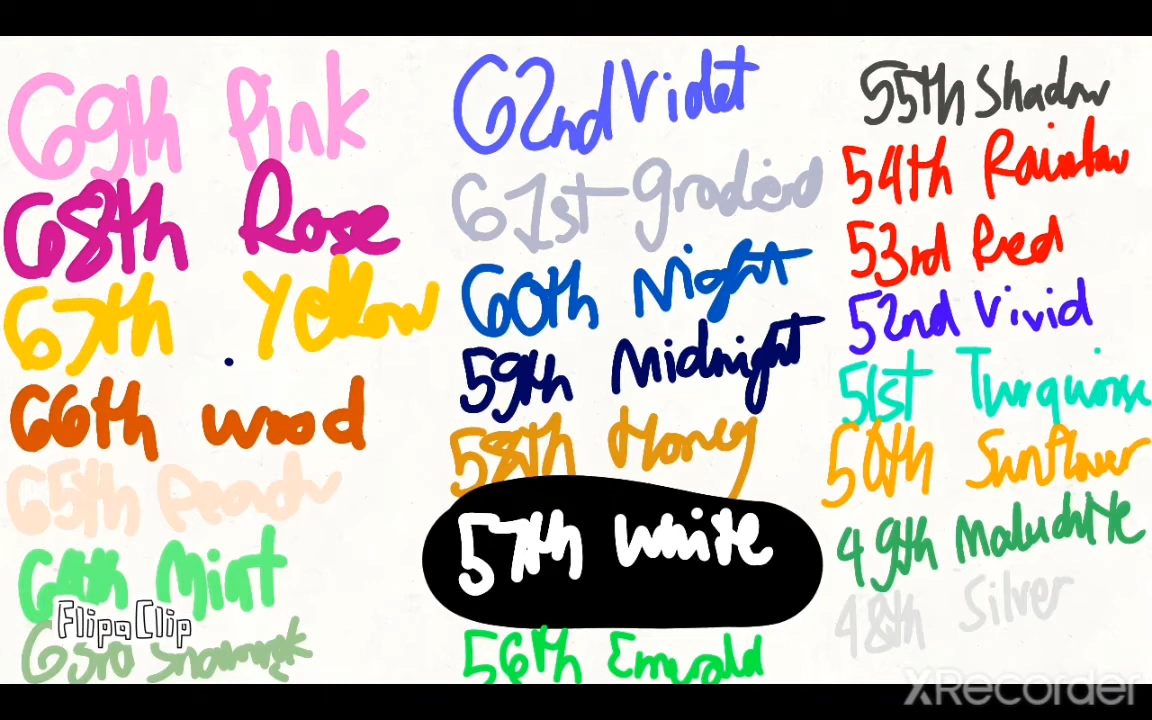 69th Pink
68th Rose
67th Yellow
66th wood
65th Peach
64th Mint
63rd Shamrock
62nd Violet
61st gradient
60th Night
59th Midnight
58th Honey
57th White
56th Emerald
55th Shadow
54th Rainbow
53rd Red
52nd Vivid
51st Turquoise
50th Sunflower
49th Malachite
48th Silver
FlipaClip
XRecorder